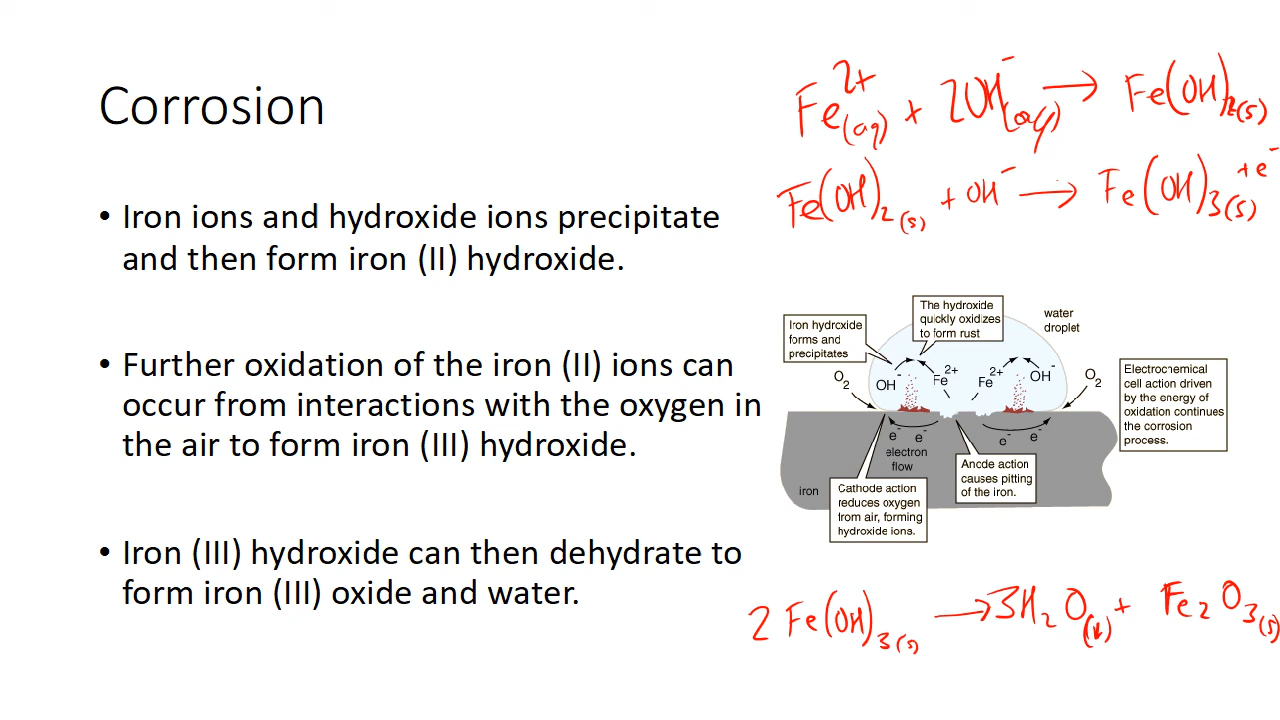 Corrosion
Fe²⁺(aq) + 2OH⁻(aq) → Fe(OH)₂(s)
Fe(OH)₂(s) + OH⁻ → Fe(OH)₃(s) + e⁻
• Iron ions and hydroxide ions precipitate
and then form iron (II) hydroxide.
• Further oxidation of the iron (II) ions can
occur from interactions with the oxygen in
the air to form iron (III) hydroxide.
• Iron (III) hydroxide can then dehydrate to
form iron (III) oxide and water.
Iron hydroxide
forms and
precipitates
The hydroxide
quickly oxidizes
to form rust
water
droplet
O₂
OH⁻
Fe²⁺
Fe²⁺
OH⁻
O₂
Electrochemical
cell action driven
by the energy of
oxidation continues
the corrosion
process.
e⁻ e⁻
electron
flow
e⁻ e⁻
iron
Cathode action
reduces oxygen
from air, forming
hydroxide ions.
Anode action
causes pitting
of the iron.
2 Fe(OH)₃(s) → 3H₂O(l) + Fe₂O₃(s)